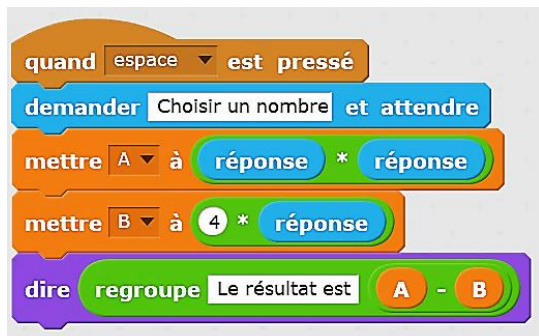 quand espace est pressé
demander Choisir un nombre et attendre
mettre A à réponse * réponse
mettre B à 4 * réponse
dire regroupe Le résultat est A - B